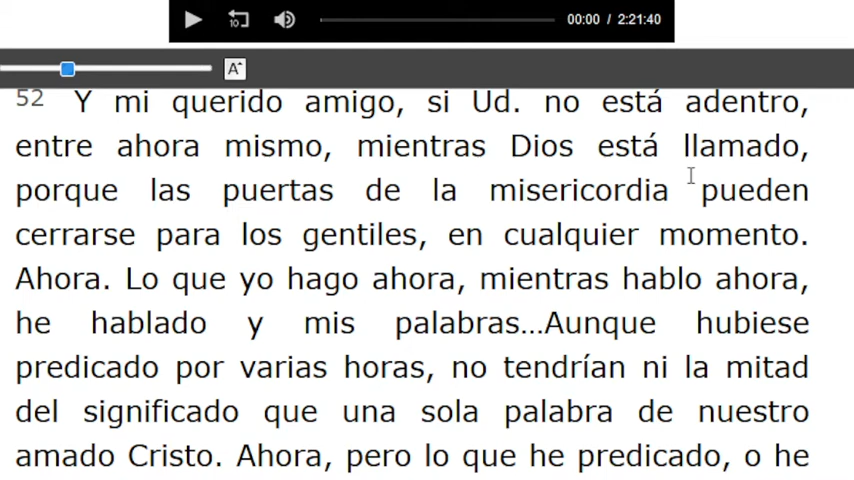 10
00:00 / 2:21:40
A
52 Y mi querido amigo, si Ud. no está adentro,
entre ahora mismo, mientras Dios está llamado,
porque las puertas de la misericordia pueden
cerrarse para los gentiles, en cualquier momento.
Ahora. Lo que yo hago ahora, mientras hablo ahora,
he hablado y mis palabras...Aunque hubiese
predicado por varias horas, no tendrían ni la mitad
del significado que una sola palabra de nuestro
amado Cristo. Ahora, pero lo que he predicado, o he